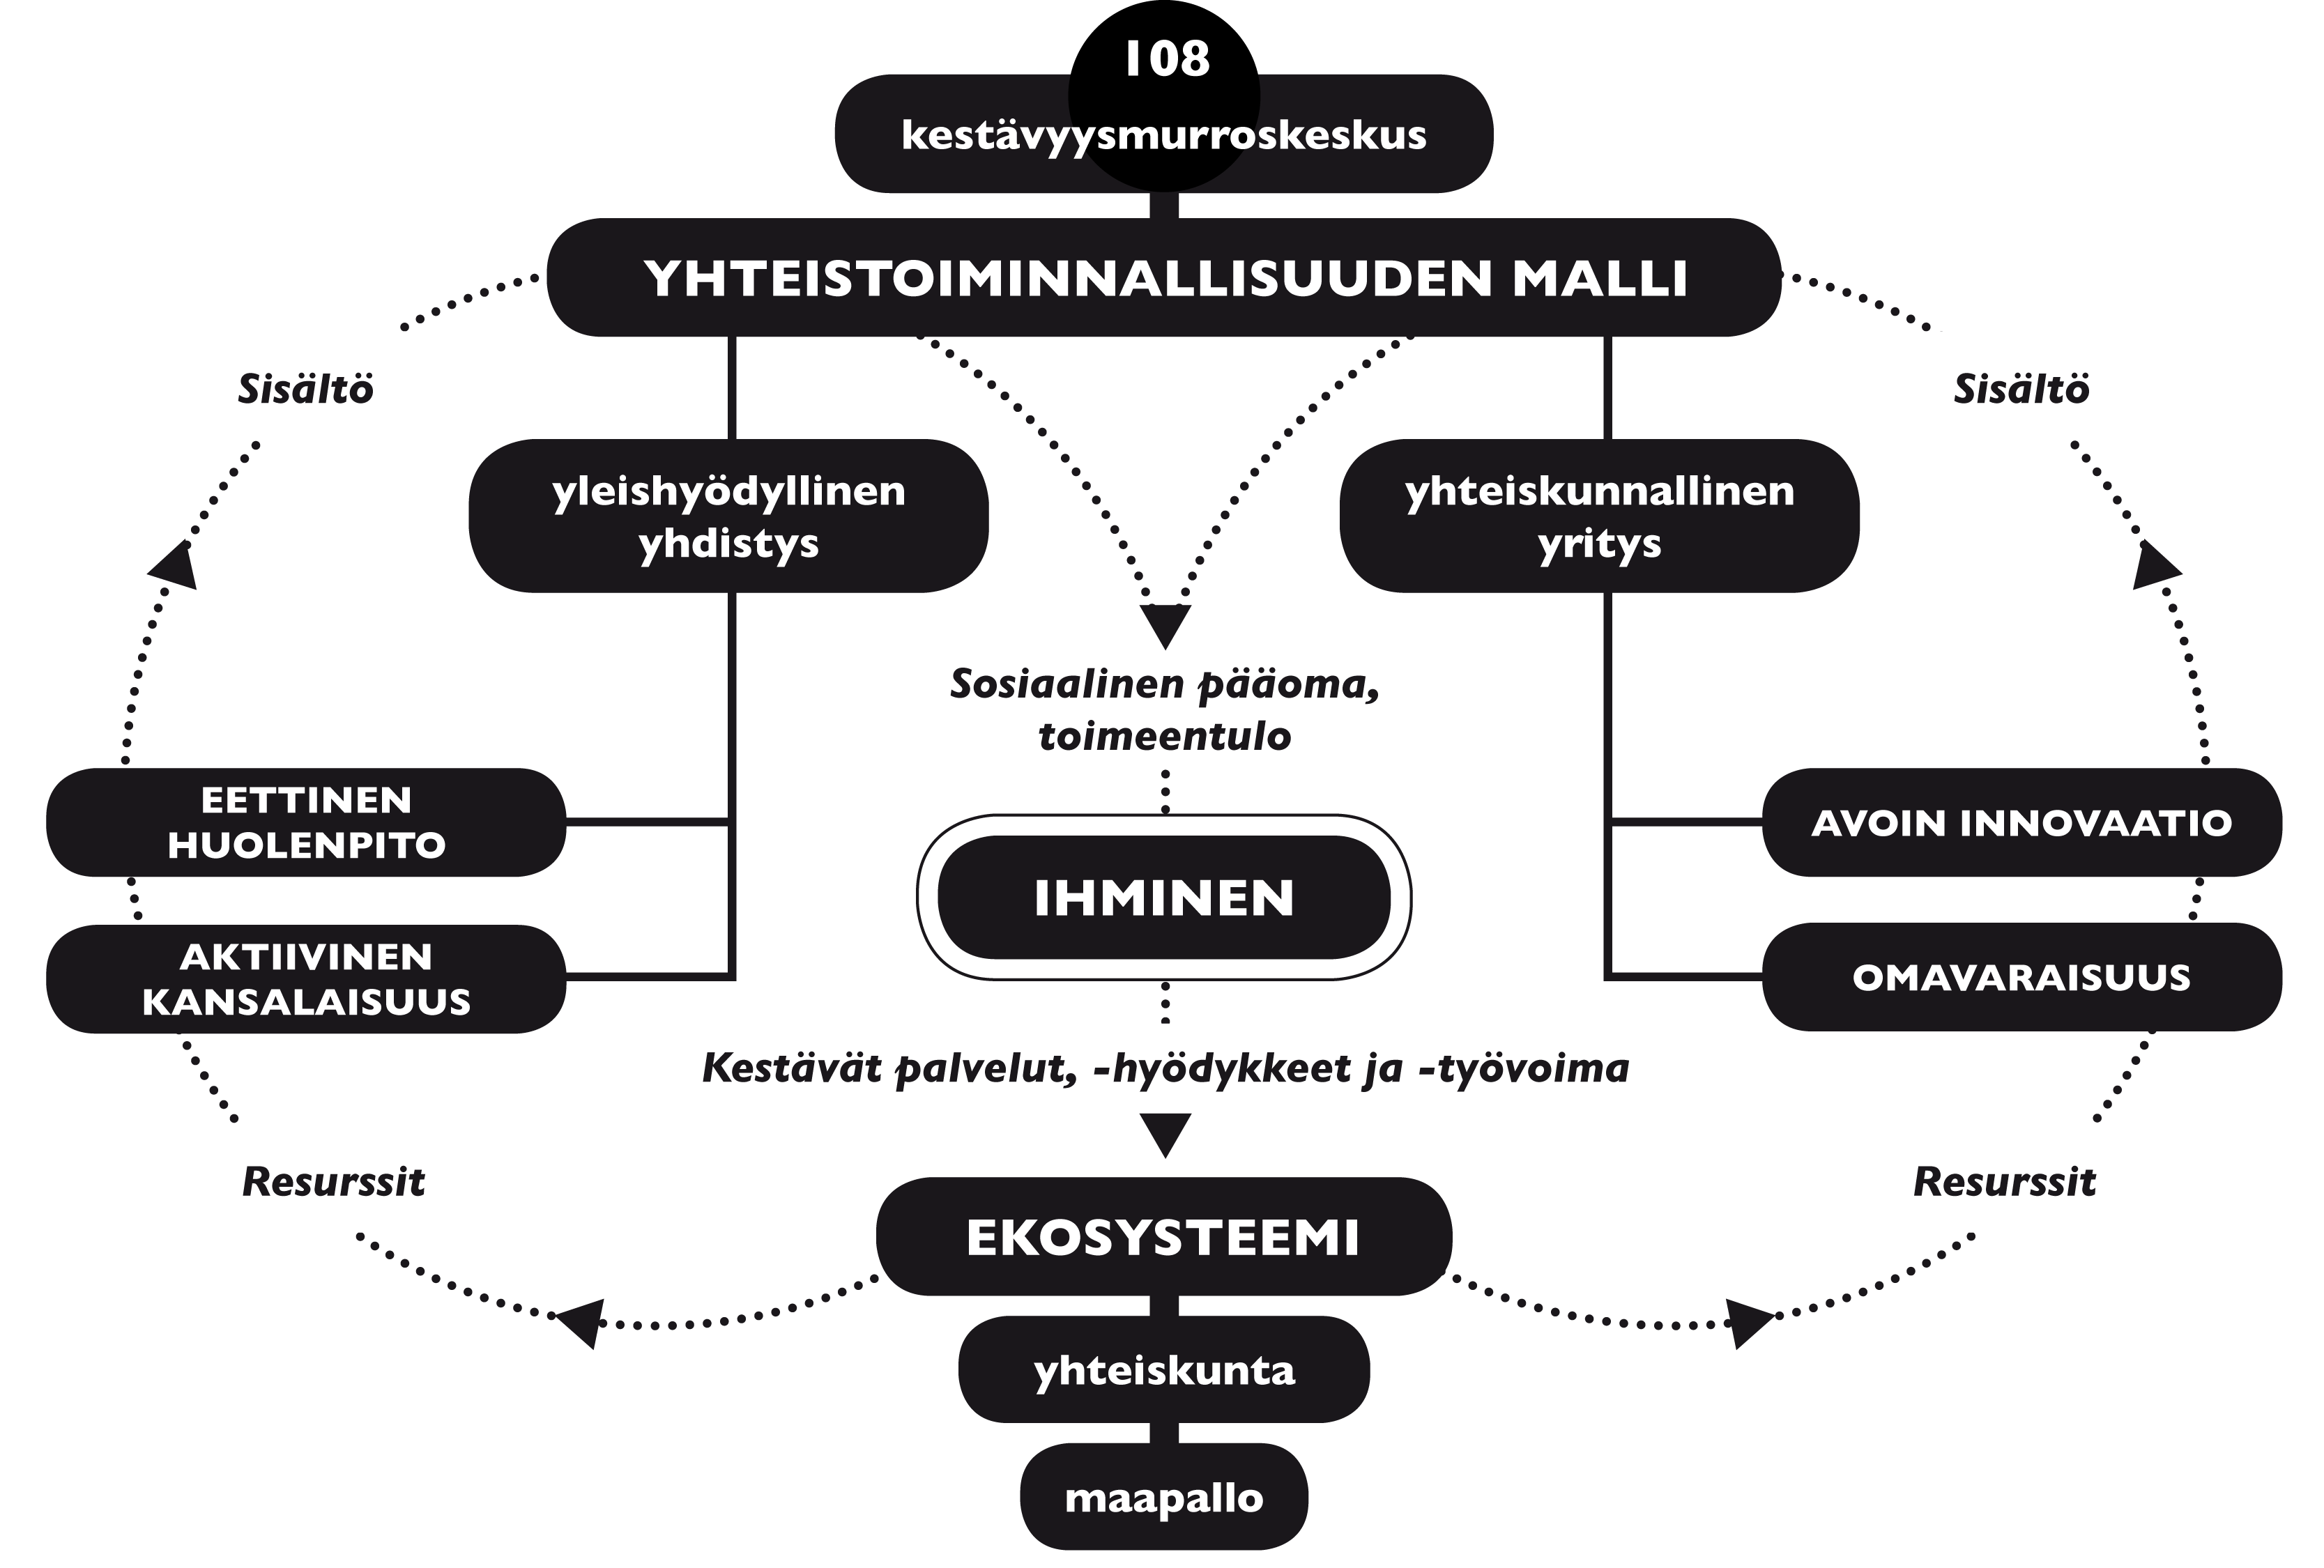 108
kestävyysmurroskeskus
YHTEISTOIMINNALLISUUDEN MALLI
Sisältö
Sisältö
yleishyödyllinen
yhdistys
yhteiskunnallinen
yritys
Sosiaalinen pääoma,
toimeentulo
EETTINEN
HUOLENPITO
AVOIN INNOVAATIO
IHMINEN
AKTIIVINEN
KANSALAISUUS
OMAVARAISUUS
Kestävät palvelut, -hyödykkeet ja -työvoima
Resurssit
Resurssit
EKOSYSTEEMI
yhteiskunta
maapallo